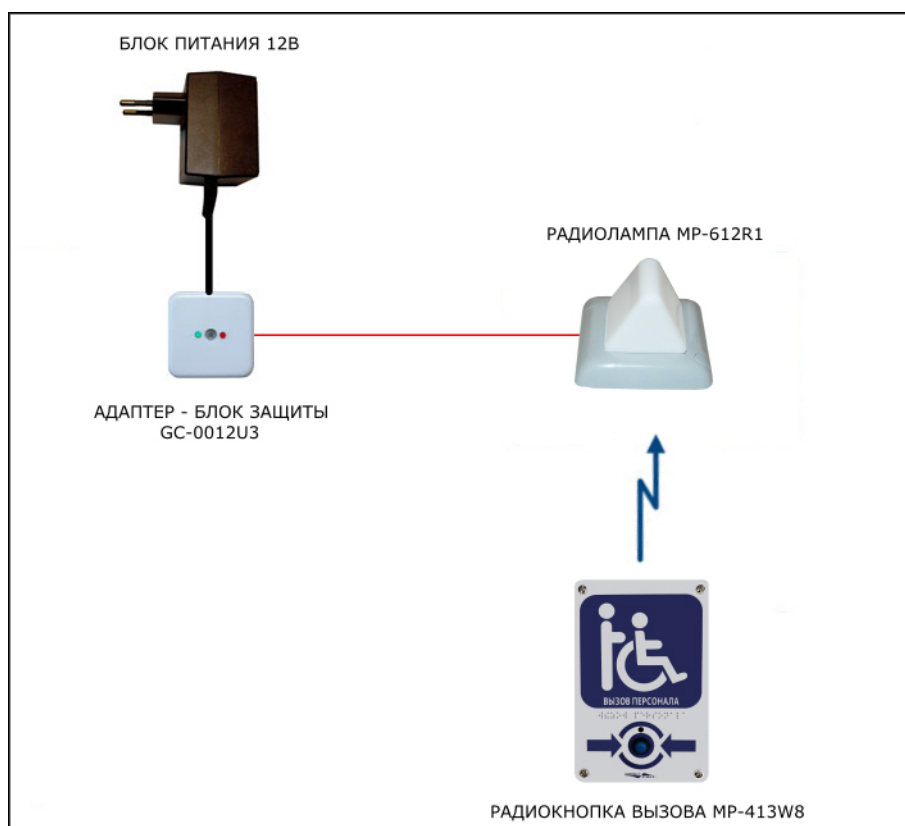 БЛОК ПИТАНИЯ 12В
РАДИОЛАМПА MP-612R1
АДАПТЕР - БЛОК ЗАЩИТЫ
GC-0012U3
ВЫЗОВ ПЕРСОНАЛА
РАДИОКНОПКА ВЫЗОВА MP-413W8